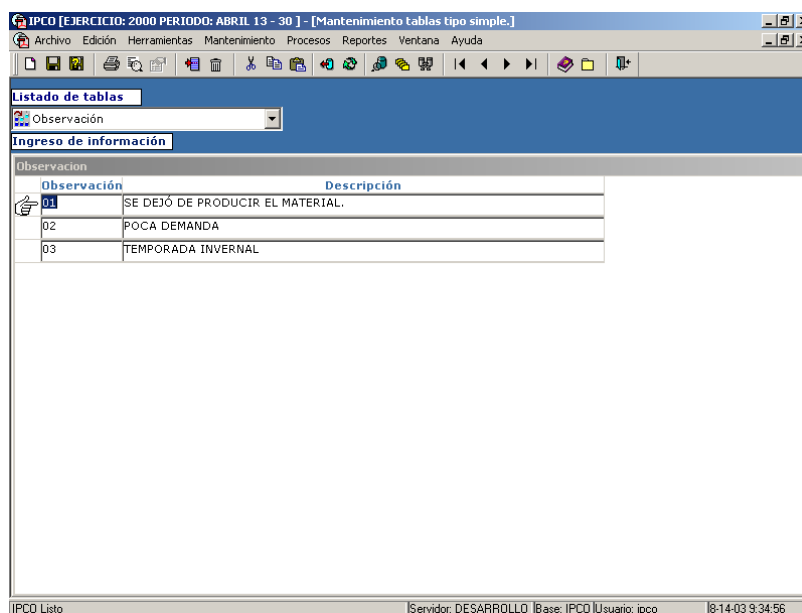 IPCO [EJERCICIO: 2000 PERIODO: ABRIL 13 - 30 ] - [Mantenimiento tablas tipo simple.]
Archivo Edición Herramientas Mantenimiento Procesos Reportes Ventana Ayuda
Listado de tablas
Observación
Ingreso de información
Observacion
Observación Descripción
01 SE DEJÓ DE PRODUCIR EL MATERIAL.
02 POCA DEMANDA
03 TEMPORADA INVERNAL
IPCO Listo Servidor: DESARROLLO Base: IPCO Usuario: ipco 8-14-03 9:34:56